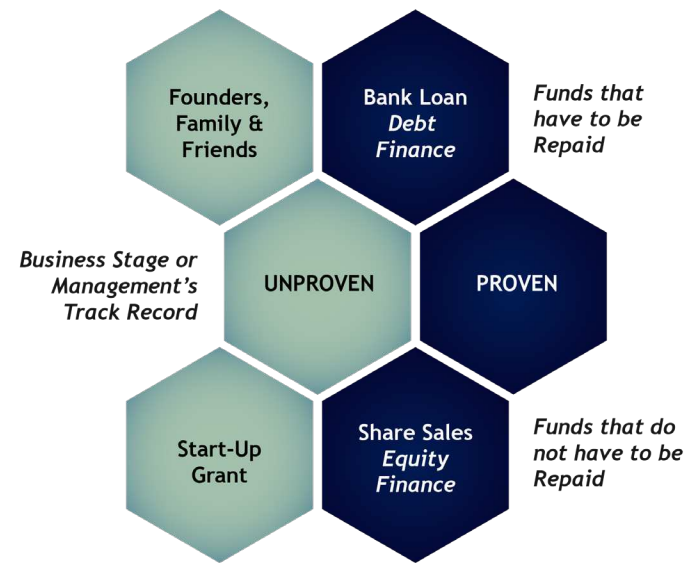 Founders,
Family &
Friends
Bank Loan
Debt
Finance
Funds that
have to be
Repaid
Business Stage or
Management's
Track Record
UNPROVEN
PROVEN
Start-Up
Grant
Share Sales
Equity
Finance
Funds that do
not have to be
Repaid